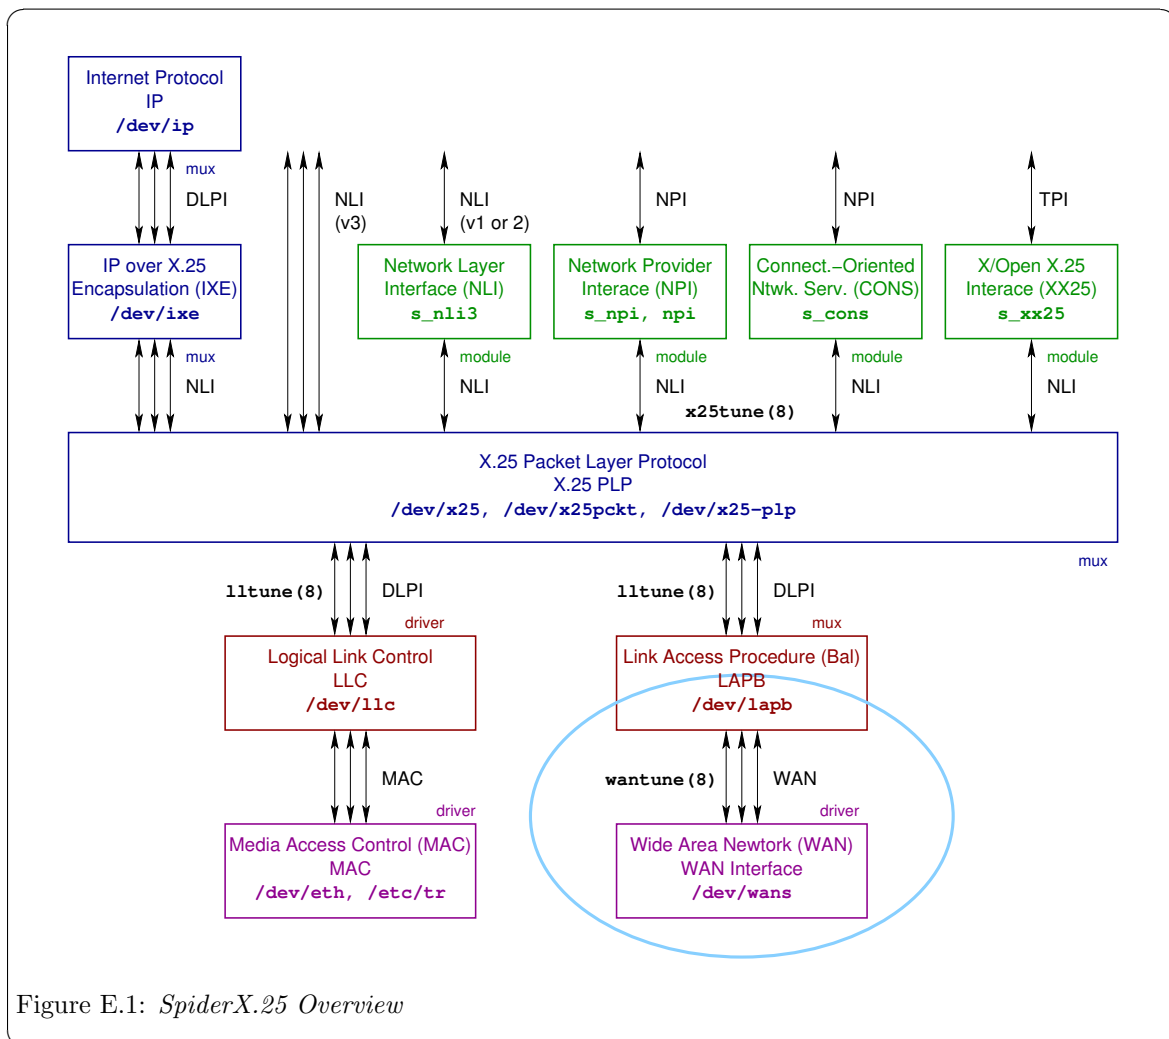 Internet Protocol
IP
/dev/ip
mux
DLPI
NLI
(v3)
NLI
(v1 or 2)
NPI
NPI
TPI
IP over X.25
Encapsulation (IXE)
/dev/ixe
mux
NLI
Network Layer
Interface (NLI)
s_nli3
module
NLI
Network Provider
Interace (NPI)
s_npi, npi
module
NLI
Connect.–Oriented
Ntwk. Serv. (CONS)
s_cons
module
NLI
X/Open X.25
Interace (XX25)
s_xx25
module
NLI
x25tune(8)
X.25 Packet Layer Protocol
X.25 PLP
/dev/x25, /dev/x25pckt, /dev/x25-plp
mux
lltune(8)
DLPI
driver
lltune(8)
DLPI
mux
Logical Link Control
LLC
/dev/llc
Link Access Procedure (Bal)
LAPB
/dev/lapb
MAC
driver
wantune(8)
WAN
driver
Media Access Control (MAC)
MAC
/dev/eth, /etc/tr
Wide Area Newtork (WAN)
WAN Interface
/dev/wans
Figure E.1: SpiderX.25 Overview